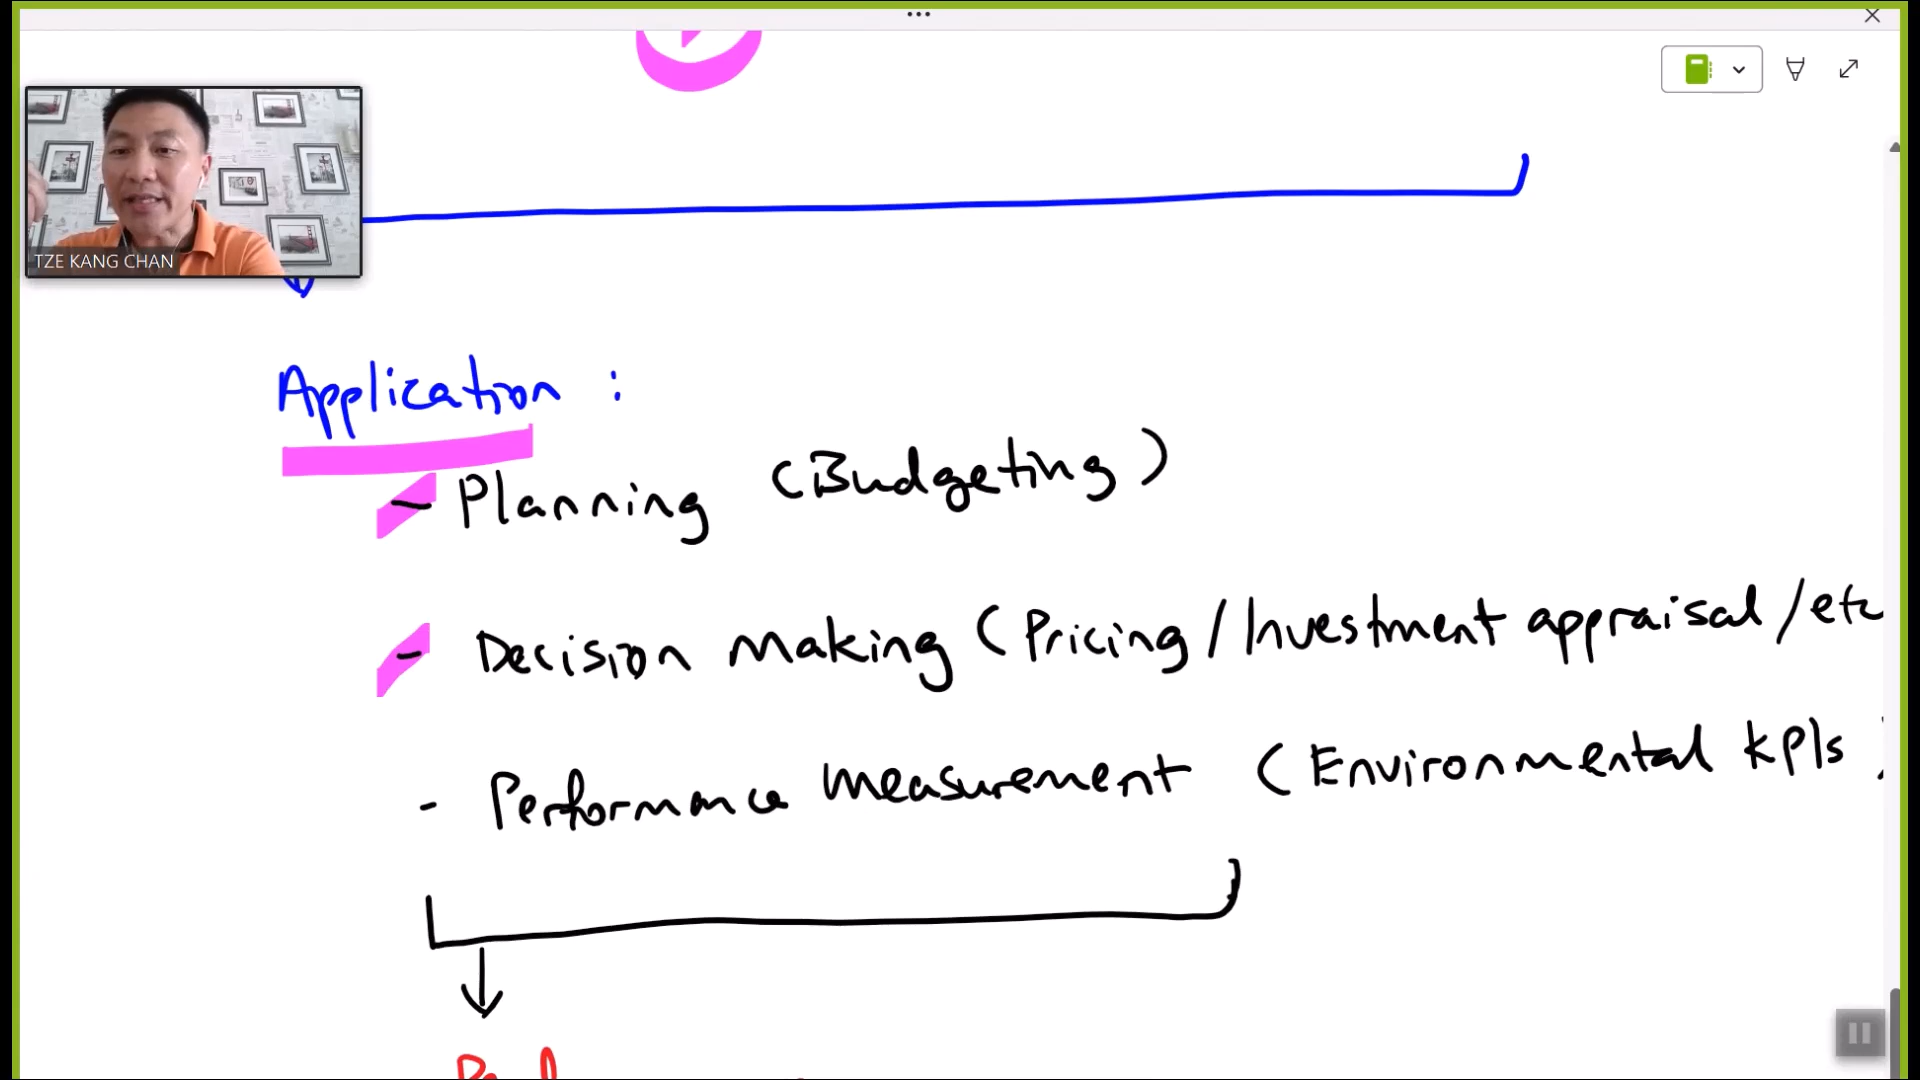 TZE KANG CHAN
Application :
- Planning (Budgeting)
- Decision making (Pricing / Investment appraisal / etc
- Performance measurement (Environmental KPIs )